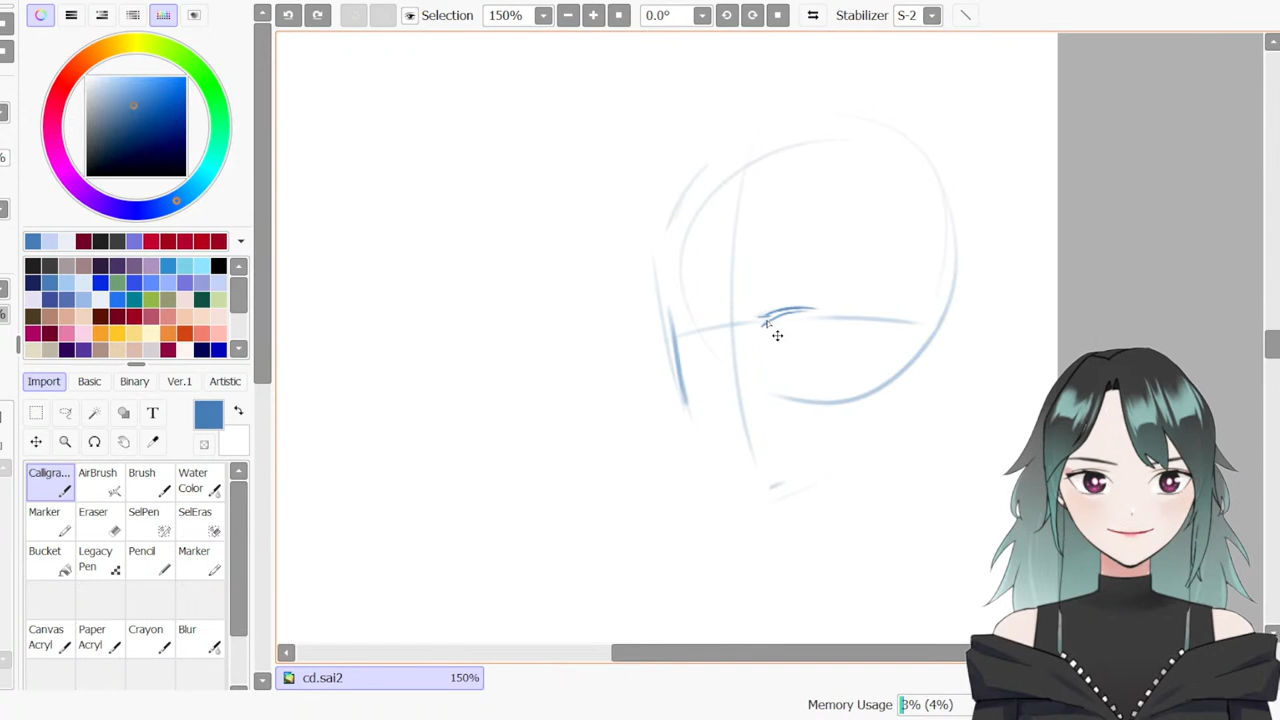 Selection 150% 0.0° Stabilizer S-2
%
%
Import Basic Binary Ver.1 Artistic
T
Calligra... AirBrush Brush Water Color
Marker Eraser SelPen SelEras
Bucket Legacy Pen Pencil Marker
Canvas Acryl Paper Acryl Crayon Blur
cd.sai2 150%
Memory Usage 3% (4%)